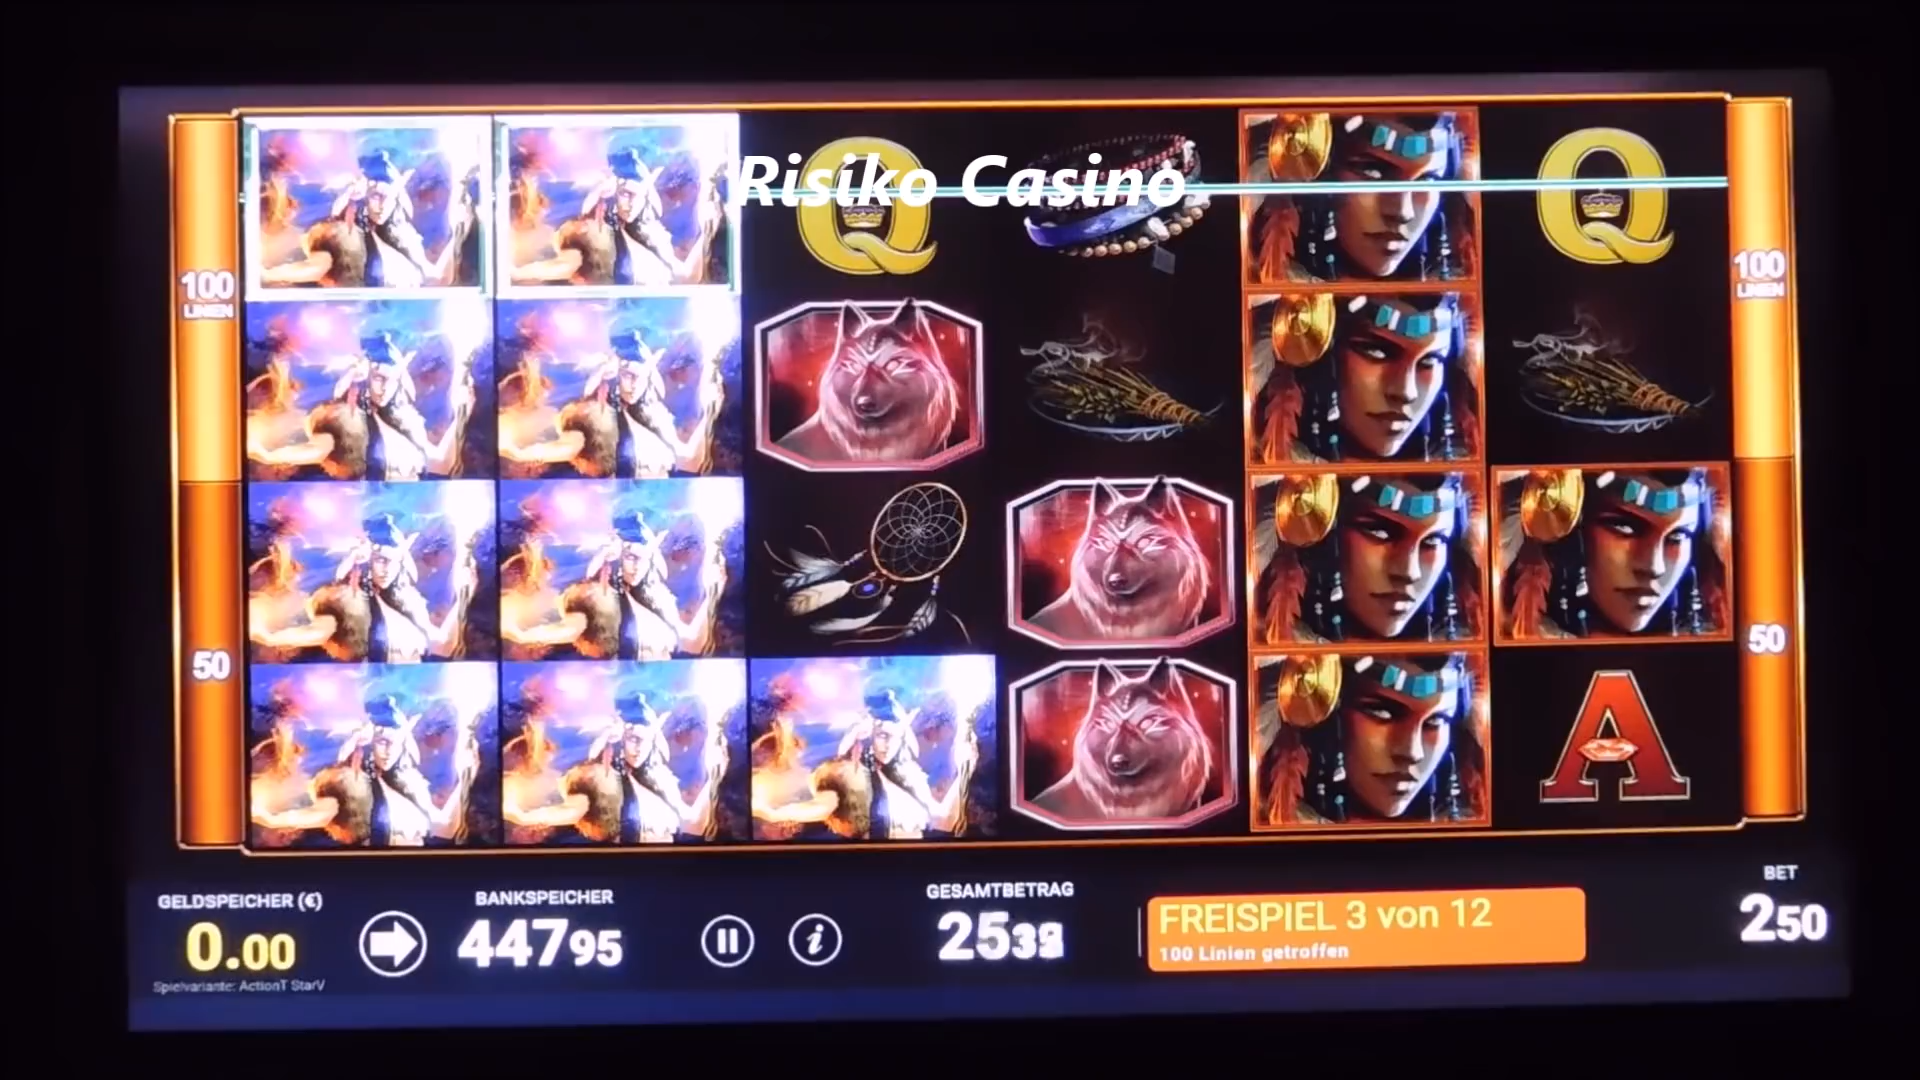 Risiko Casino
Q
Q
100
LINIEN
100
LINIEN
50
50
A
GELDSPEICHER (€)
0.00
BANKSPEICHER
44795
GESAMTBETRAG
FREISPIEL 3 von 12
100 Linien getroffen
BET
250
Spielvariante: ActionT StarV